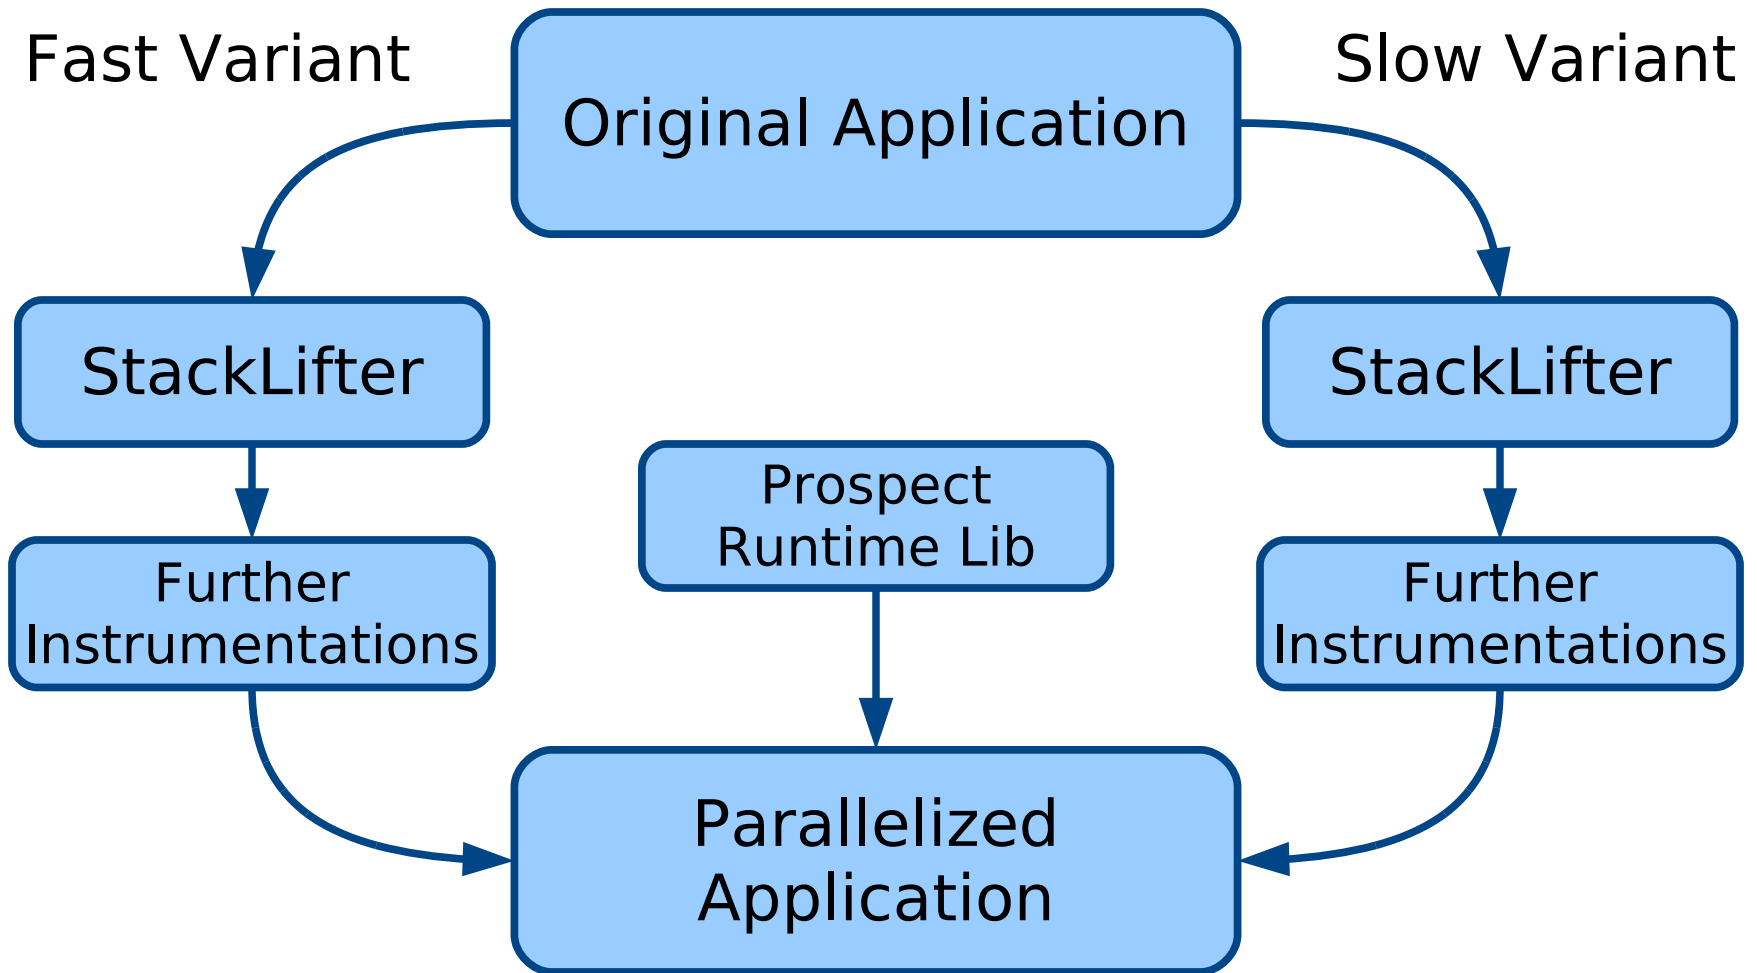 Fast Variant
Original Application
Slow Variant
StackLifter
StackLifter
Prospect
Runtime Lib
Further
Instrumentations
Further
Instrumentations
Parallelized
Application